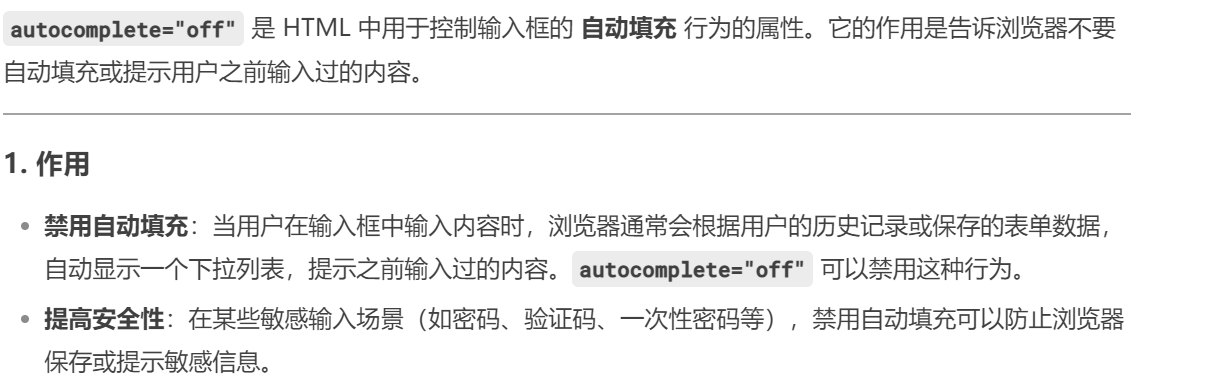 autocomplete="off" 是 HTML 中用于控制输入框的 自动填充 行为的属性。它的作用是告诉浏览器不要
自动填充或提示用户之前输入过的内容。
1. 作用
• 禁用自动填充：当用户在输入框中输入内容时，浏览器通常会根据用户的历史记录或保存的表单数据，
自动显示一个下拉列表，提示之前输入过的内容。 autocomplete="off" 可以禁用这种行为。
• 提高安全性：在某些敏感输入场景（如密码、验证码、一次性密码等），禁用自动填充可以防止浏览器
保存或提示敏感信息。